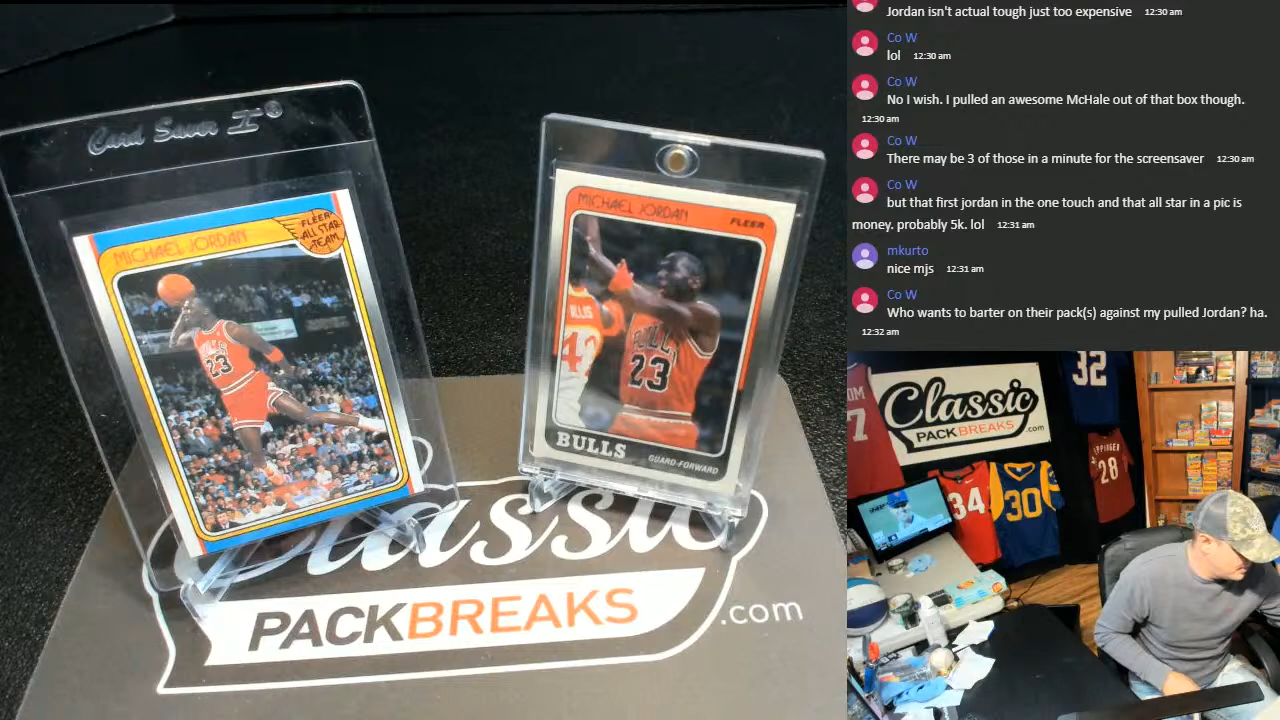 Card Saver I®
MICHAEL JORDAN
FLEER
ALL STAR
TEAM
23
MICHAEL JORDAN
FLEER
BULLS
42
BULLS
23
BULLS
GUARD-FORWARD
Classic
PACKBREAKS.com
Jordan isn't actual tough just too expensive 12:30 am
Co W
lol 12:30 am
Co W
No I wish. I pulled an awesome McHale out of that box though.
12:30 am
Co W
There may be 3 of those in a minute for the screensaver 12:30 am
Co W
but that first jordan in the one touch and that all star in a pic is
money. probably 5k. lol 12:31 am
mkurto
nice mjs 12:31 am
Co W
Who wants to barter on their pack(s) against my pulled Jordan? ha.
12:32 am
Classic
PACKBREAKS.com
7
32
34
30
28